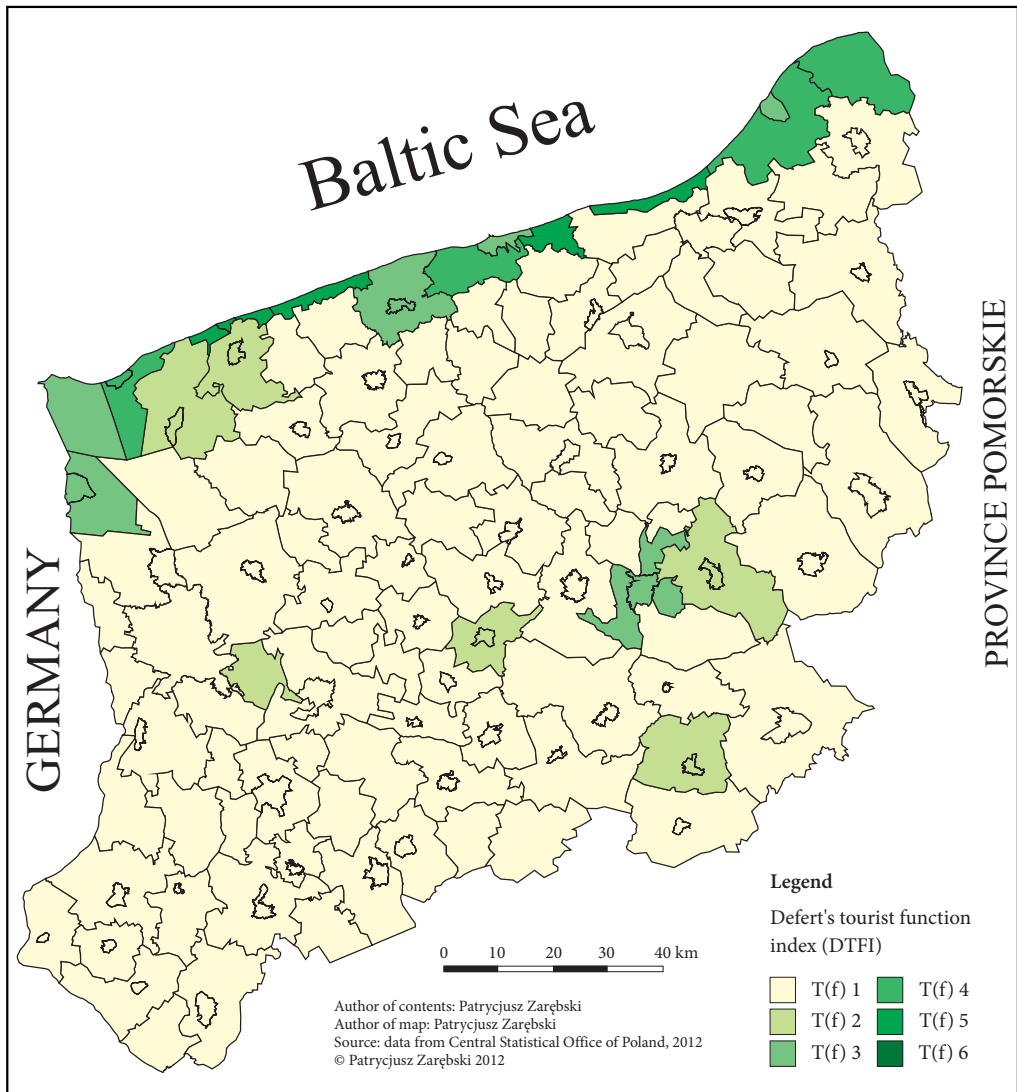 Baltic Sea
GERMANY
PROVINCE POMORSKIE
Legend
Defert's tourist function
index (DTFI)
T(f) 1
T(f) 4
T(f) 2
T(f) 5
T(f) 3
T(f) 6
0 10 20 30 40 km
Author of contents: Patrycjusz Zarębski
Author of map: Patrycjusz Zarębski
Source: data from Central Statistical Office of Poland, 2012
© Patrycjusz Zarębski 2012